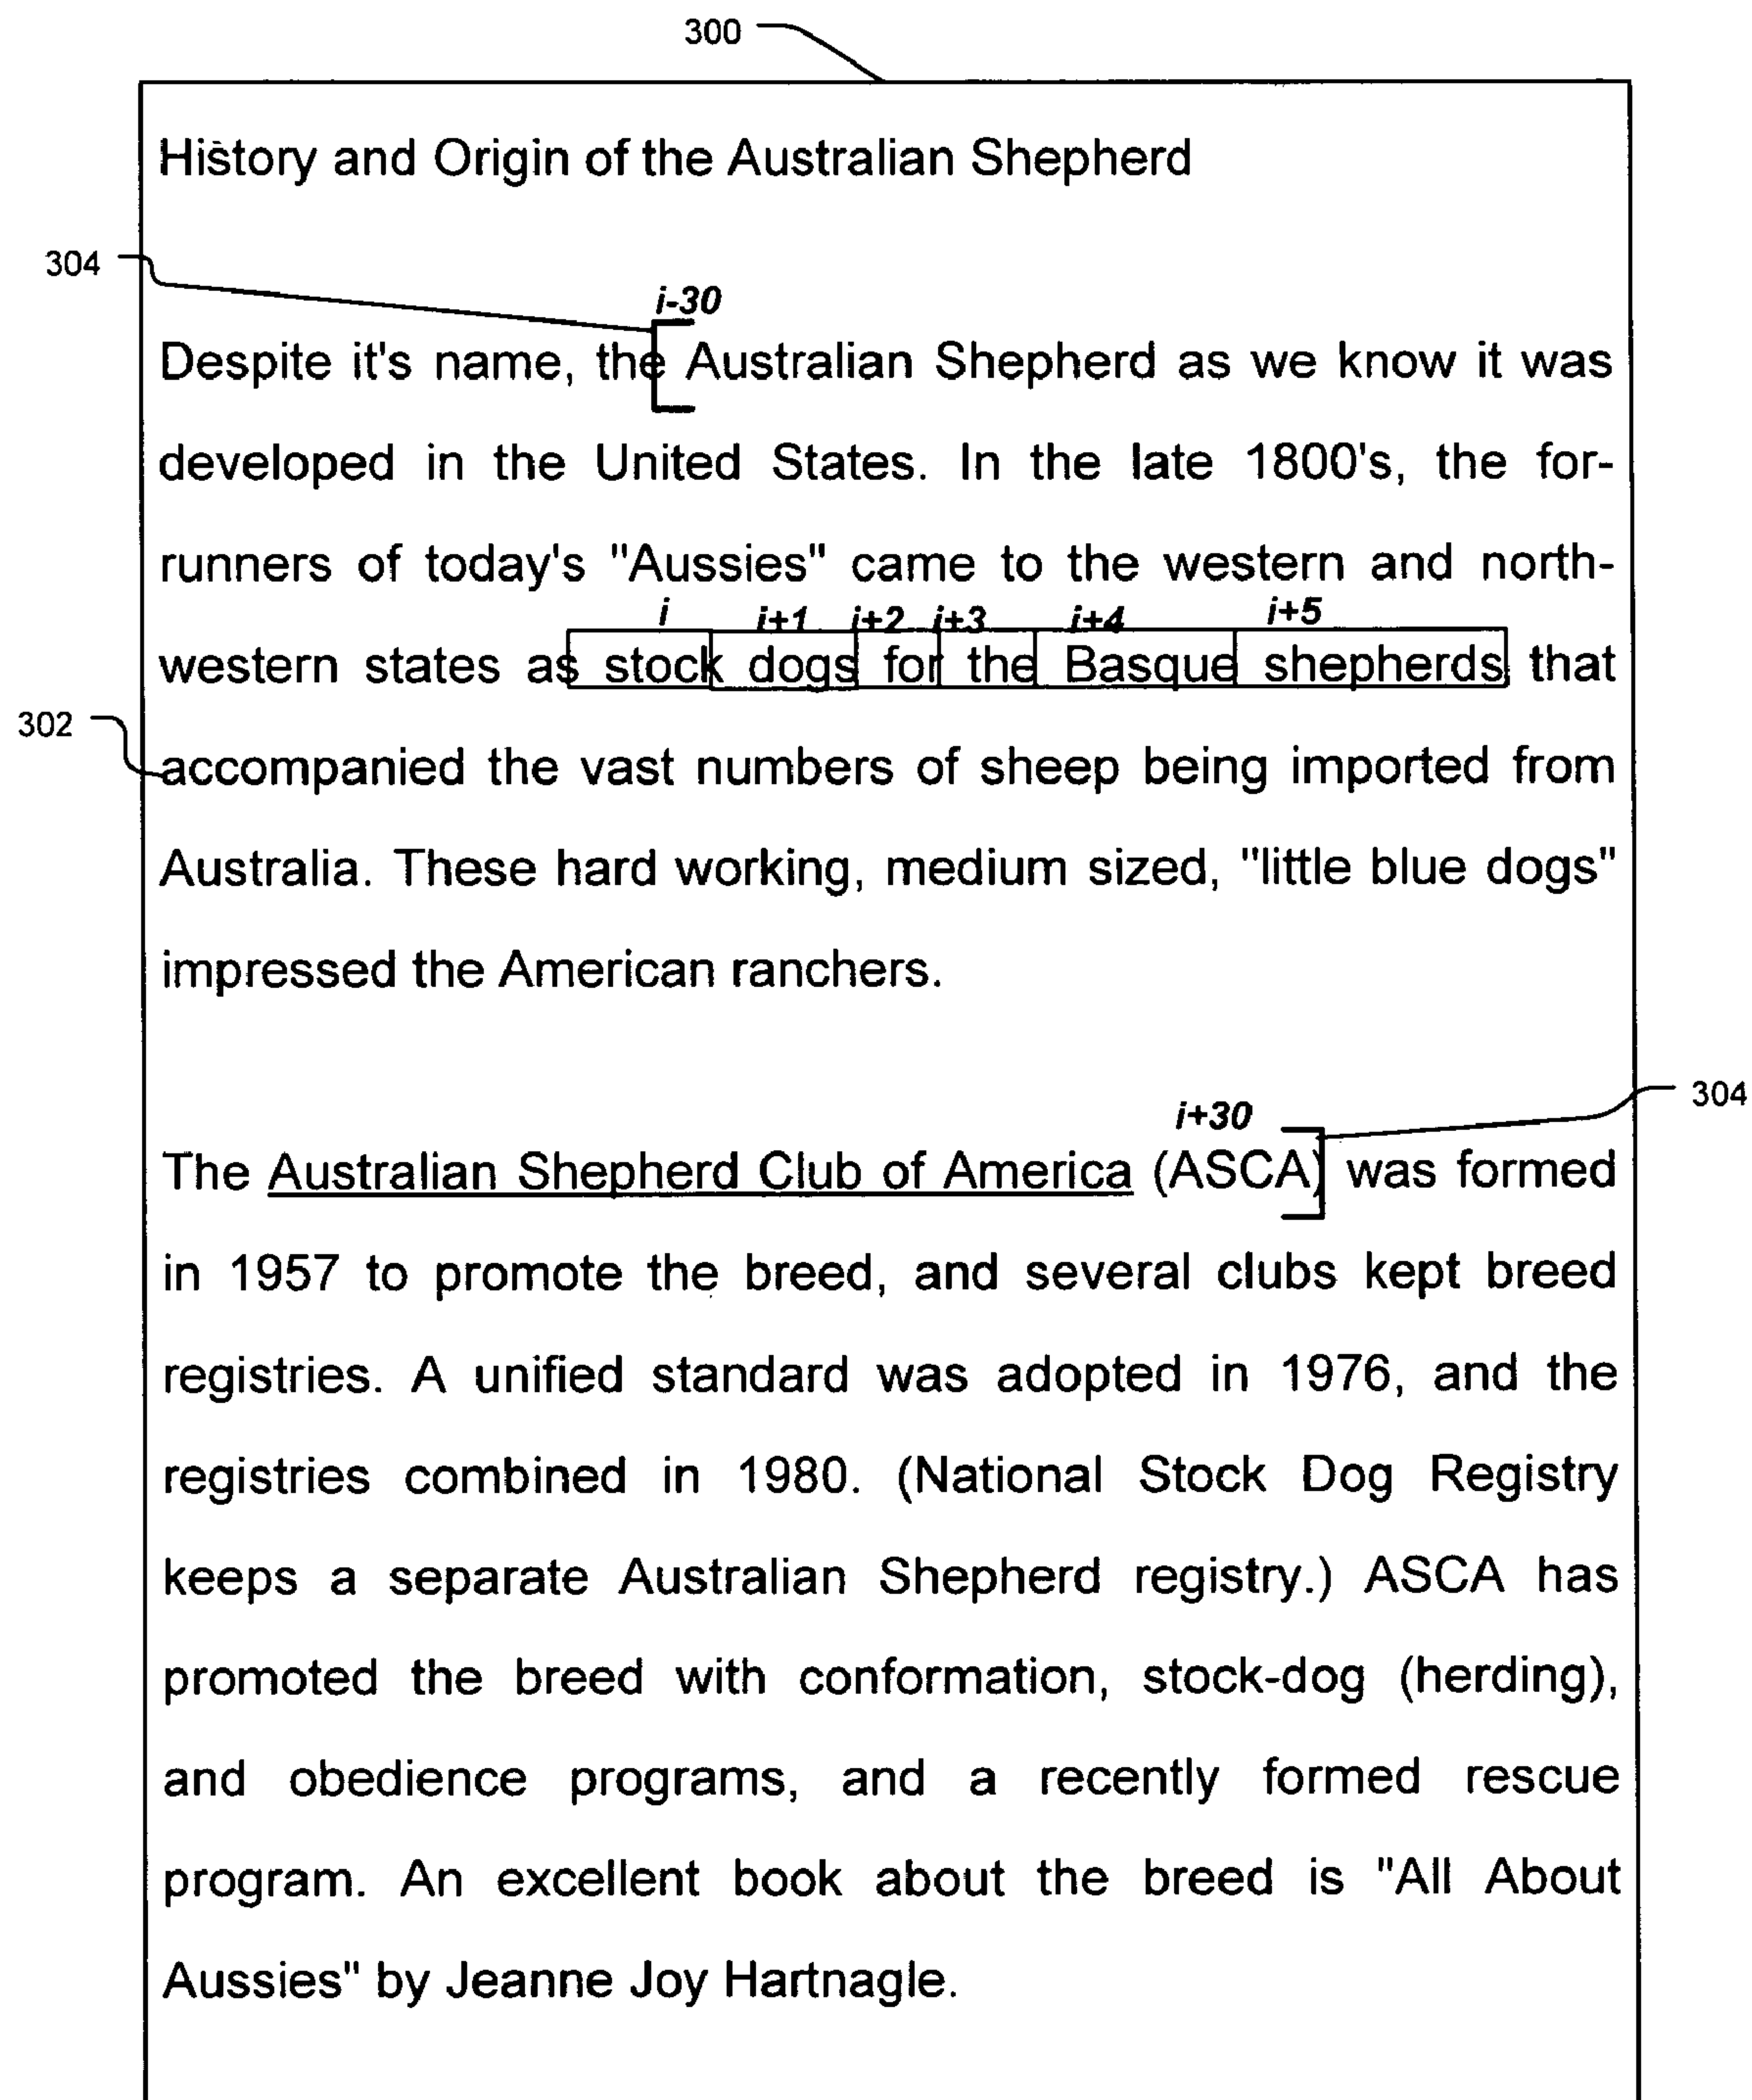 300
History and Origin of the Australian Shepherd
304
i-30
Despite it's name, the Australian Shepherd as we know it was
developed in the United States. In the late 1800's, the for-
runners of today's "Aussies" came to the western and north-
i i+1 i+2 i+3 i+4 i+5
western states as stock dogs for the Basque shepherds that
302
accompanied the vast numbers of sheep being imported from
Australia. These hard working, medium sized, "little blue dogs"
impressed the American ranchers.
304
i+30
The Australian Shepherd Club of America (ASCA) was formed
in 1957 to promote the breed, and several clubs kept breed
registries. A unified standard was adopted in 1976, and the
registries combined in 1980. (National Stock Dog Registry
keeps a separate Australian Shepherd registry.) ASCA has
promoted the breed with conformation, stock-dog (herding),
and obedience programs, and a recently formed rescue
program. An excellent book about the breed is "All About
Aussies" by Jeanne Joy Hartnagle.